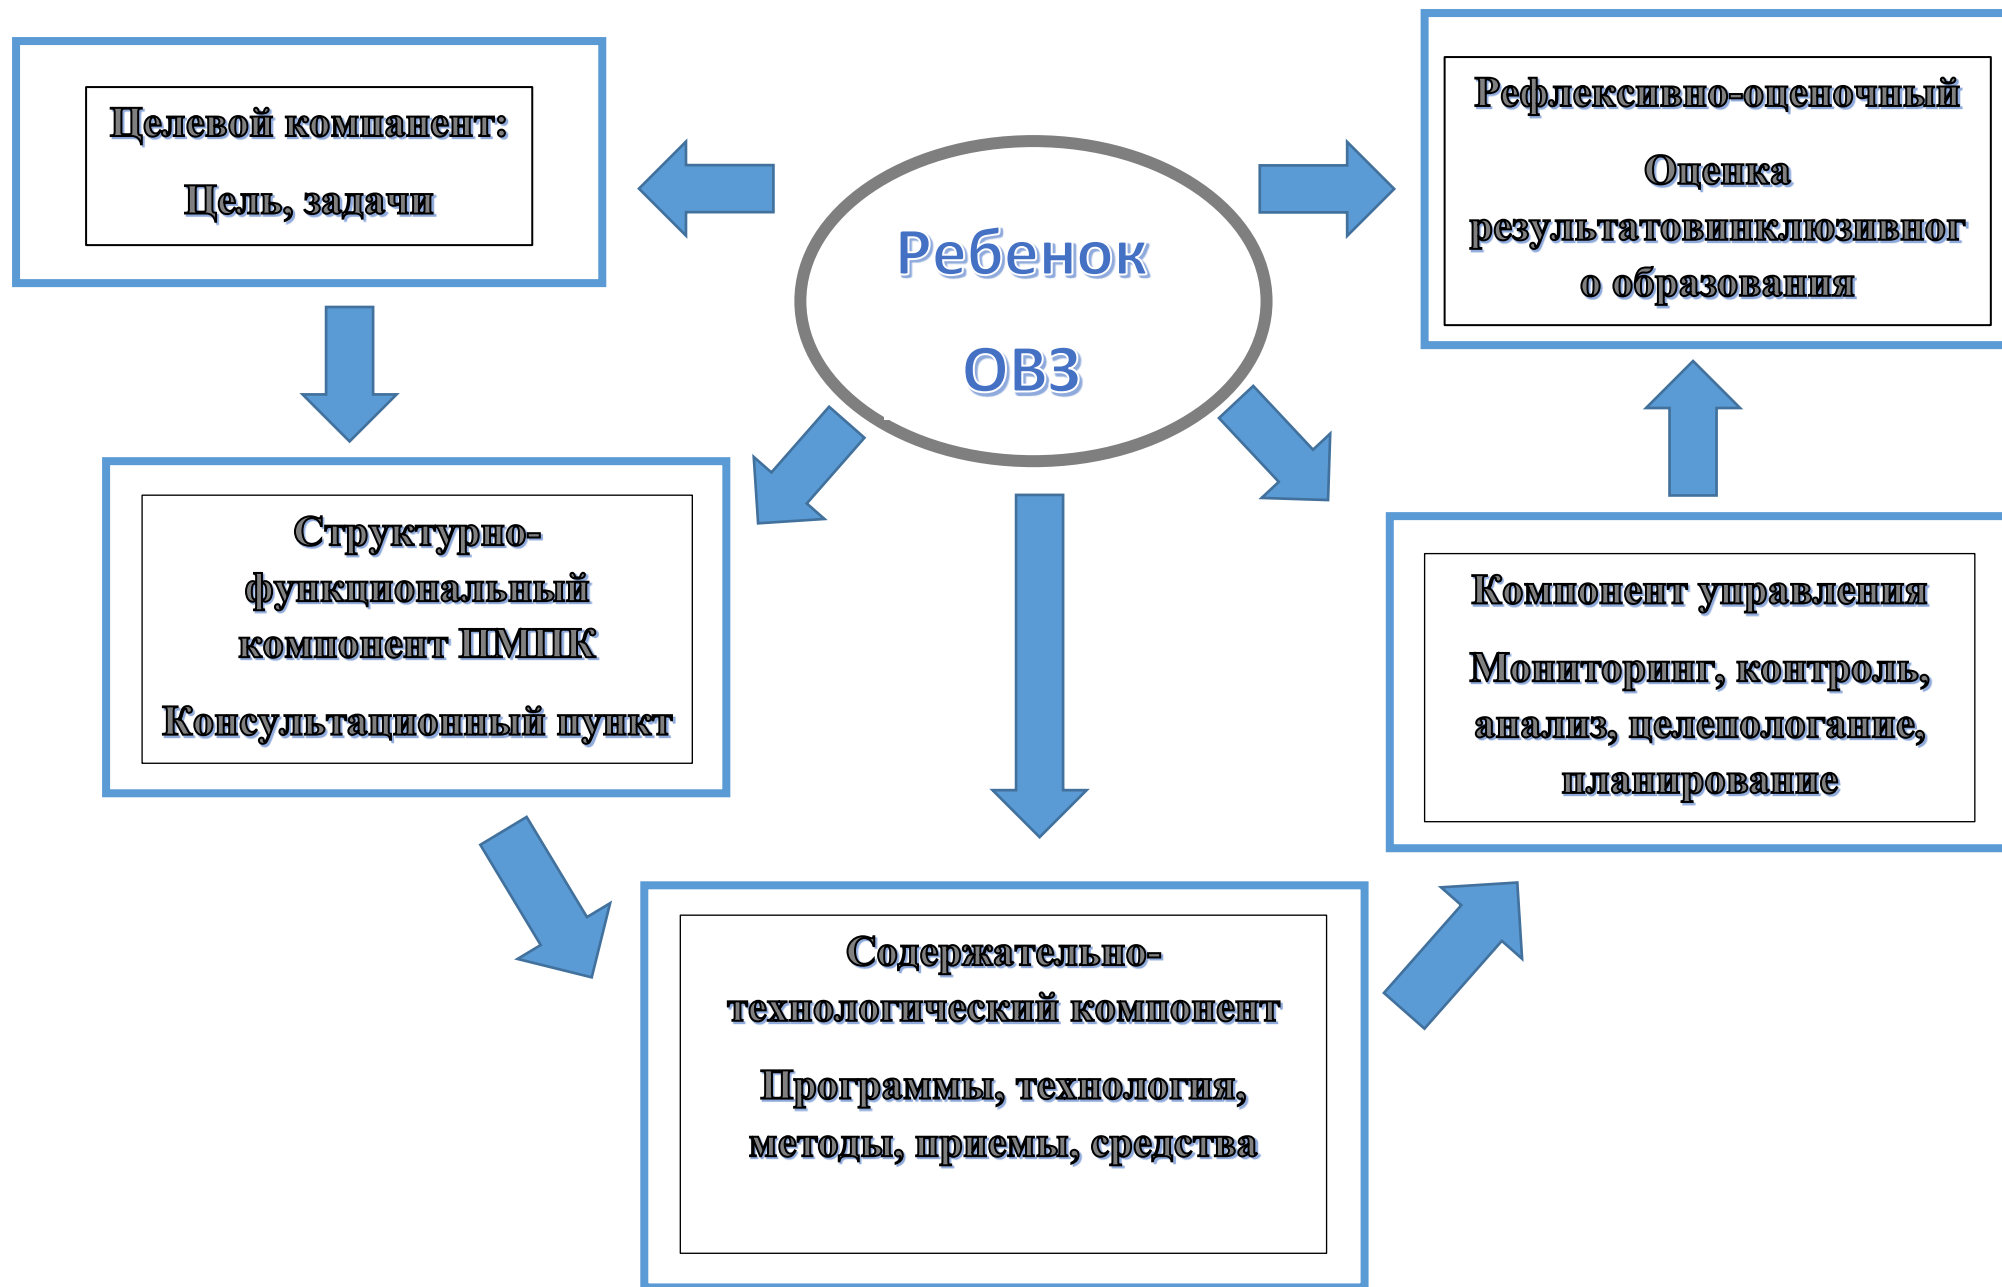 Целевой компанент:
Цель, задачи
Ребенок
ОВЗ
Рефлексивно-оценочный
Оценка
результатовинклюзивног
о образования
Структурно-
функциональный
компонент ПМПК
Консультационный пункт
Компонент управления
Мониторинг, контроль,
анализ, целепологание,
планирование
Содержательно-
технологический компонент
Программы, технология,
методы, приемы, средства